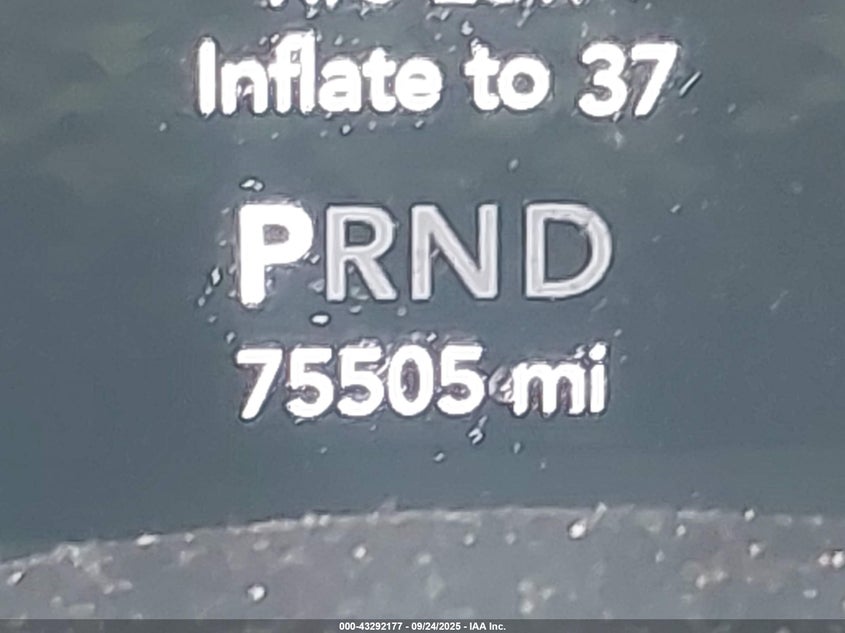 Inflate to 37
PRND
75505 mi
000-43292177 - 09/24/2025 - IAA Inc.